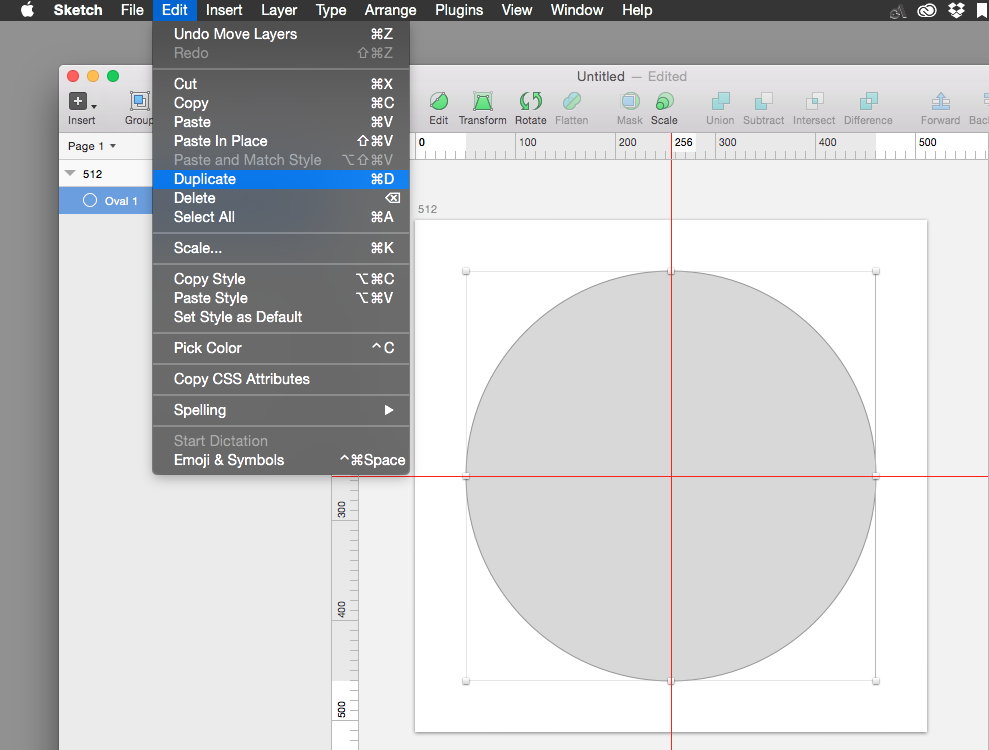 Sketch File Edit Insert Layer Type Arrange Plugins View Window Help
Undo Move Layers ⌘Z
Redo ⇧⌘Z
Cut ⌘X
Copy ⌘C
Paste ⌘V
Paste In Place ⇧⌘V
Paste and Match Style ⌥⇧⌘V
Duplicate ⌘D
Delete ⌫
Select All ⌘A
Scale... ⌘K
Copy Style ⌥⌘C
Paste Style ⌥⌘V
Set Style as Default
Pick Color ^C
Copy CSS Attributes
Spelling ▶
Start Dictation
Emoji & Symbols ^⌘Space
Untitled — Edited
Insert Group Edit Transform Rotate Flatten Mask Scale Union Subtract Intersect Difference Forward Bac
Page 1
0 100 200 256 300 400 500
512
Oval 1
512
300
400
500